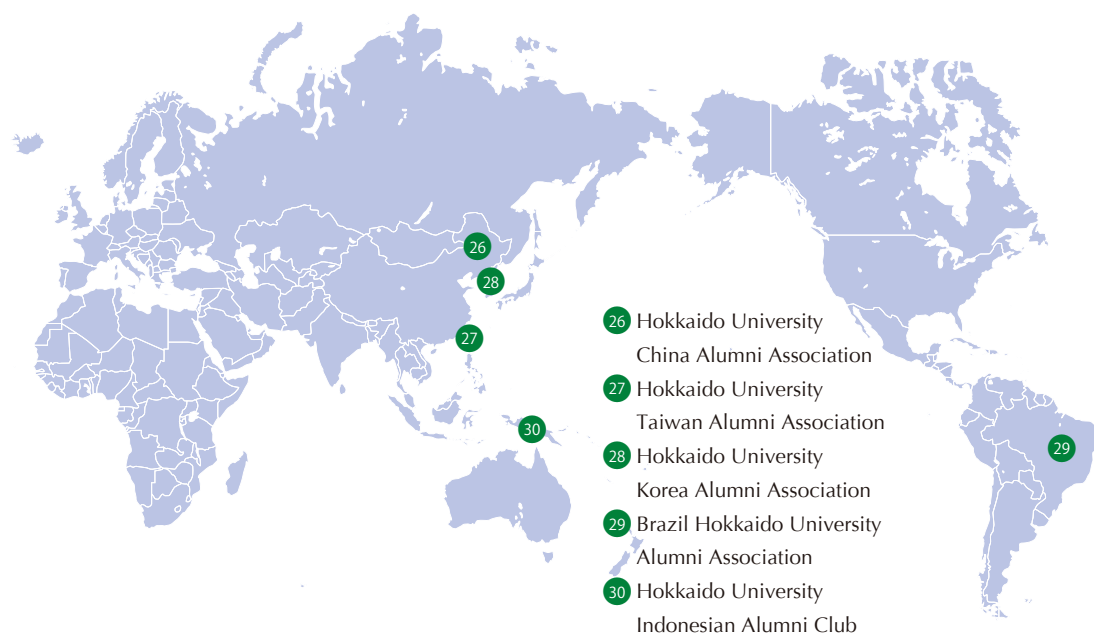 26
28
27
30
29
26 Hokkaido University
China Alumni Association
27 Hokkaido University
Taiwan Alumni Association
28 Hokkaido University
Korea Alumni Association
29 Brazil Hokkaido University
Alumni Association
30 Hokkaido University
Indonesian Alumni Club